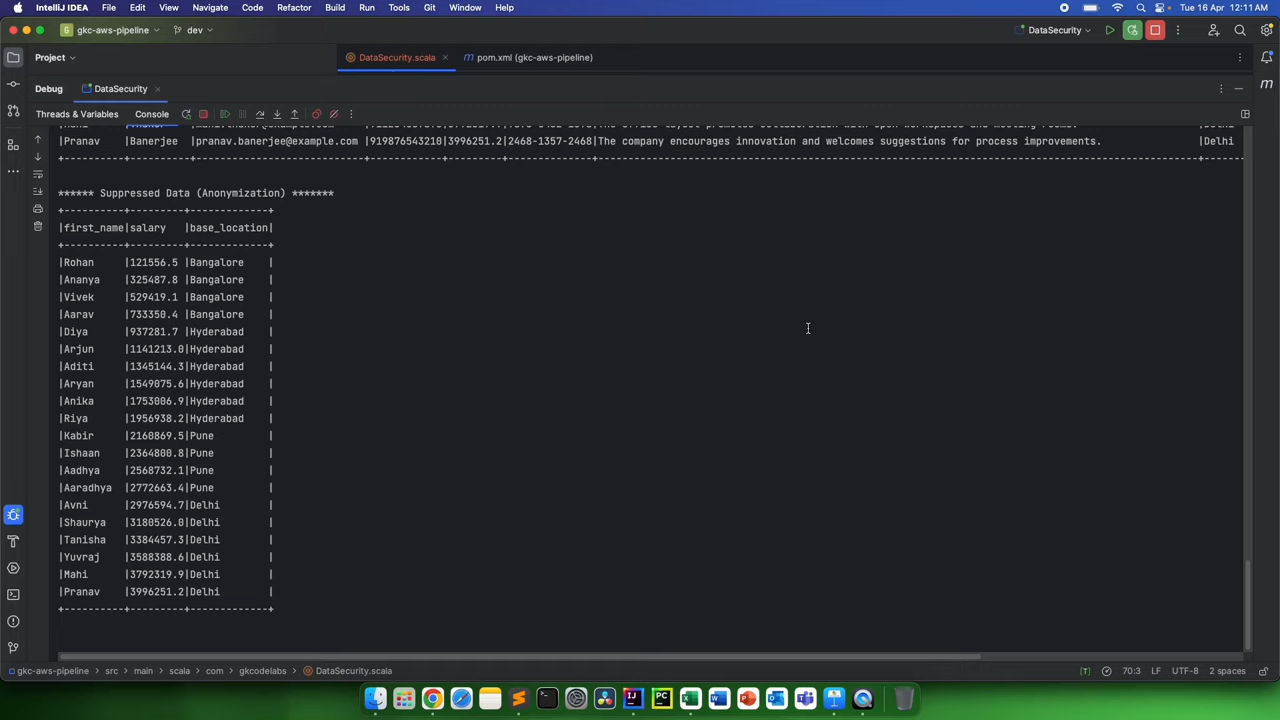 IntelliJ IDEA File Edit View Navigate Code Refactor Build Run Tools Git Window Help Tue 16 Apr 12:11 AM
G gkc-aws-pipeline dev DataSecurity
Project DataSecurity.scala m pom.xml (gkc-aws-pipeline)
Debug DataSecurity
Threads & Variables Console
|Pranav |Banerjee |pranav.banerjee@example.com |919876543210|3996251.2|2468-1357-2468|The company encourages innovation and welcomes suggestions for process improvements. |Delhi
+----------+---------+---------------------------+------------+---------+--------------+-----------------------------------------------------------------------------------------------------+------
****** Suppressed Data (Anonymization) *******
+----------+---------+-------------+
|first_name|salary   |base_location|
+----------+---------+-------------+
|Rohan     |121556.5 |Bangalore    |
|Ananya    |325487.8 |Bangalore    |
|Vivek     |529419.1 |Bangalore    |
|Aarav     |733350.4 |Bangalore    |
|Diya      |937281.7 |Hyderabad    |
|Arjun     |1141213.0|Hyderabad    |
|Aditi     |1345144.3|Hyderabad    |
|Aryan     |1549075.6|Hyderabad    |
|Anika     |1753006.9|Hyderabad    |
|Riya      |1956938.2|Hyderabad    |
|Kabir     |2160869.5|Pune         |
|Ishaan    |2364800.8|Pune         |
|Aadhya    |2568732.1|Pune         |
|Aaradhya  |2772663.4|Pune         |
|Avni      |2976594.7|Delhi        |
|Shaurya   |3180526.0|Delhi        |
|Tanisha   |3384457.3|Delhi        |
|Yuvraj    |3588388.6|Delhi        |
|Mahi      |3792319.9|Delhi        |
|Pranav    |3996251.2|Delhi        |
+----------+---------+-------------+
gkc-aws-pipeline > src > main > scala > com > gkcodelabs > DataSecurity.scala [T] 70:3 LF UTF-8 2 spaces